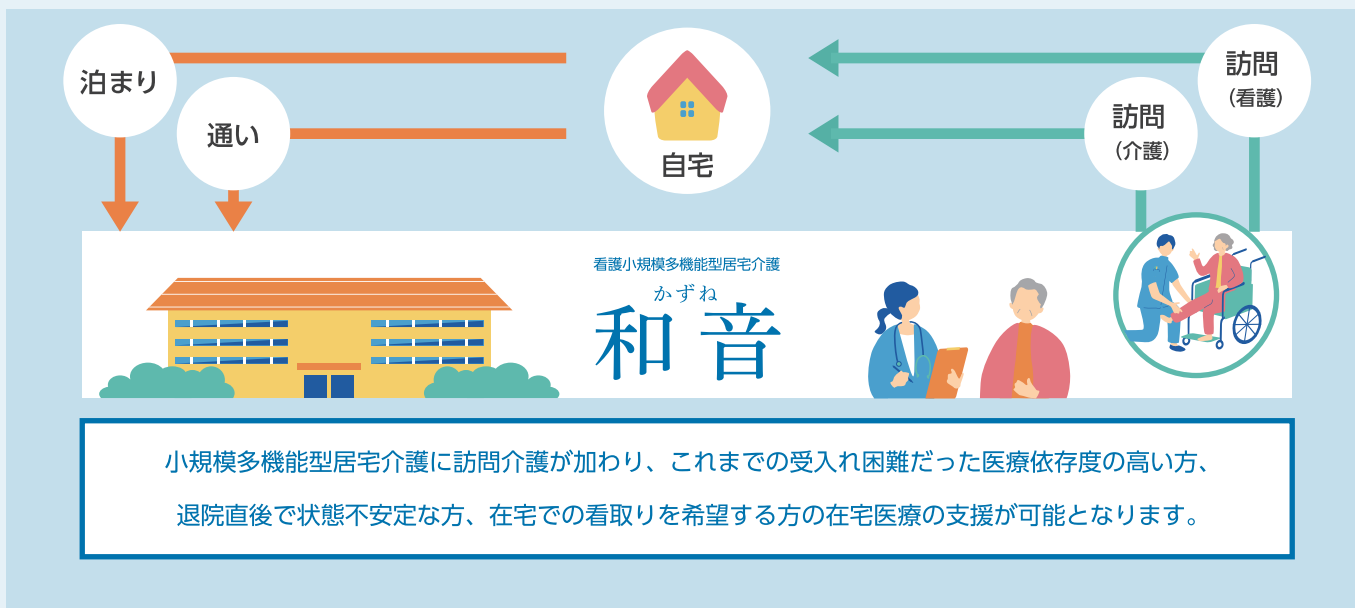 泊まり
通い
自宅
訪問
（介護）
訪問
（看護）
看護小規模多機能型居宅介護
かずね
和音
小規模多機能型居宅介護に訪問介護が加わり、これまでの受入れ困難だった医療依存度の高い方、
退院直後で状態不安定な方、在宅での看取りを希望する方の在宅医療の支援が可能となります。